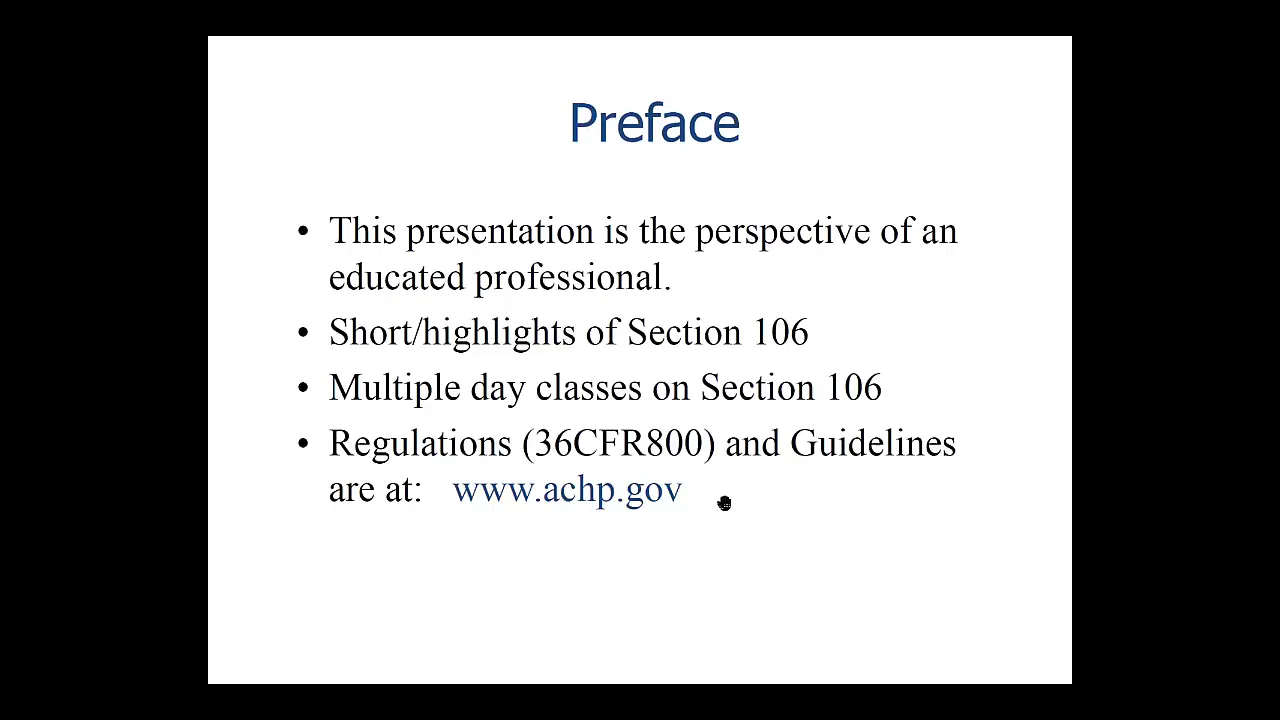 Preface
• This presentation is the perspective of an
educated professional.
• Short/highlights of Section 106
• Multiple day classes on Section 106
• Regulations (36CFR800) and Guidelines
are at: www.achp.gov